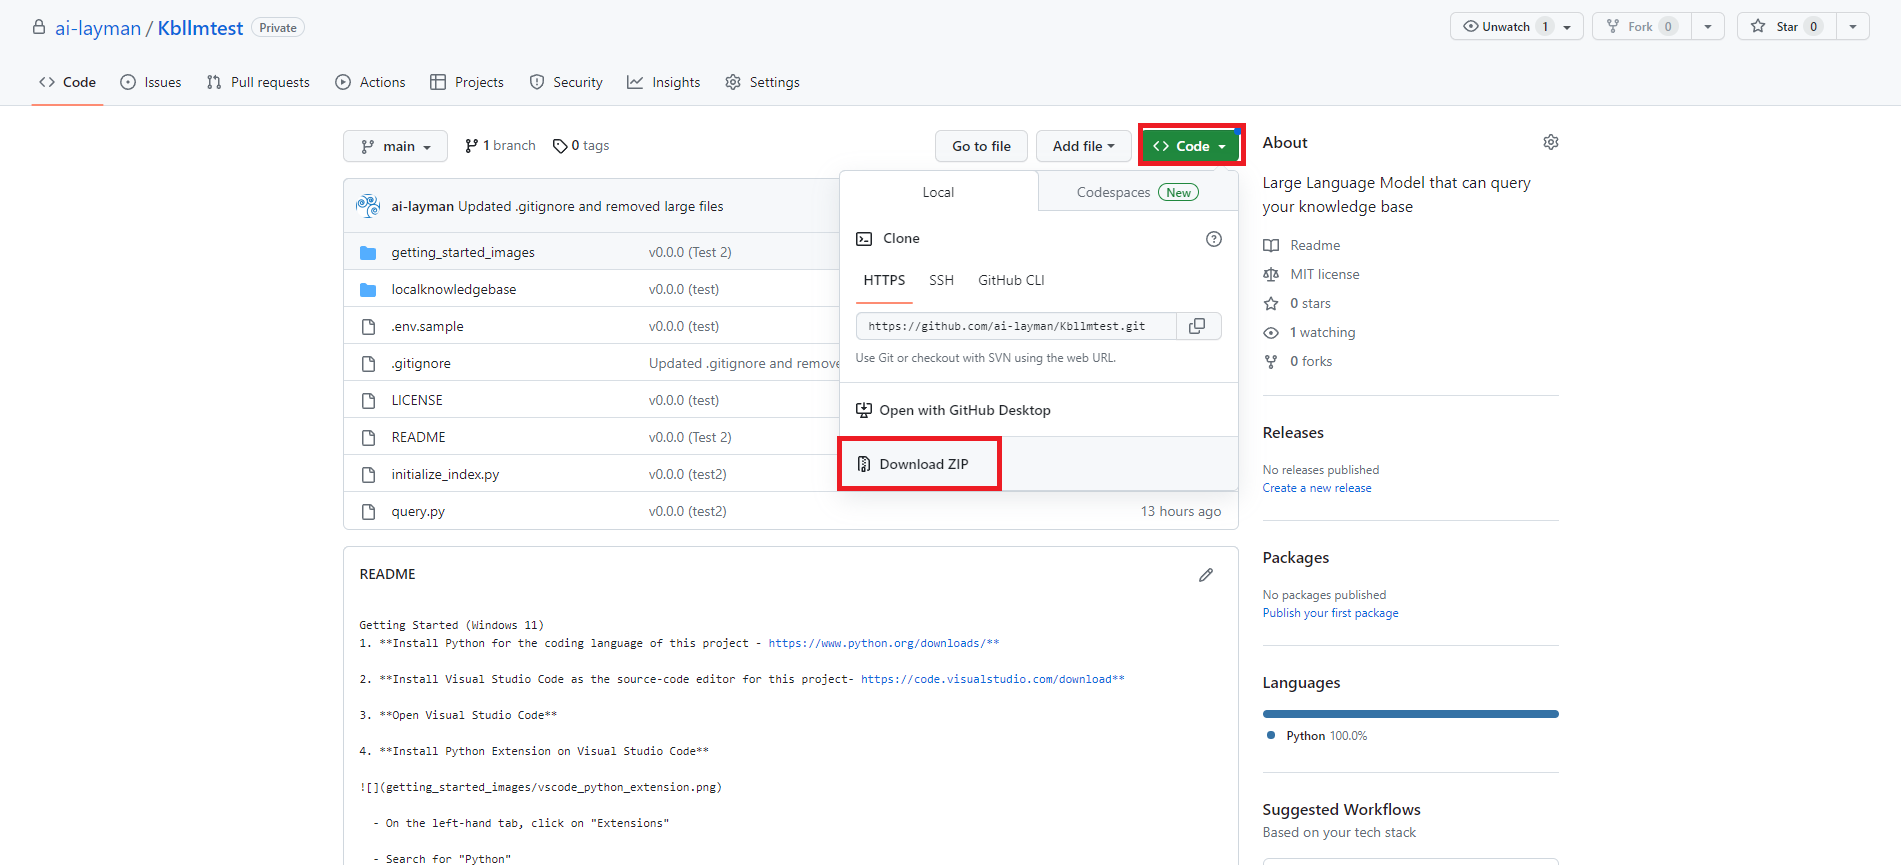 ai-layman / Kbllmtest Private
Unwatch 1
Fork 0
Star 0
Code
Issues
Pull requests
Actions
Projects
Security
Insights
Settings
main
1 branch
0 tags
Go to file
Add file
Code
ai-layman Updated .gitignore and removed large files
getting_started_images v0.0.0 (Test 2)
localknowledgebase v0.0.0 (test)
.env.sample v0.0.0 (test)
.gitignore Updated .gitignore and remove
LICENSE v0.0.0 (test)
README v0.0.0 (Test 2)
initialize_index.py v0.0.0 (test2)
query.py v0.0.0 (test2) 13 hours ago
Local
Codespaces New
Clone
HTTPS SSH GitHub CLI
https://github.com/ai-layman/Kbllmtest.git
Use Git or checkout with SVN using the web URL.
Open with GitHub Desktop
Download ZIP
README
Getting Started (Windows 11)
1. **Install Python for the coding language of this project - https://www.python.org/downloads/**
2. **Install Visual Studio Code as the source-code editor for this project- https://code.visualstudio.com/download**
3. **Open Visual Studio Code**
4. **Install Python Extension on Visual Studio Code**
![](getting_started_images/vscode_python_extension.png)
- On the left-hand tab, click on "Extensions"
- Search for "Python"
About
Large Language Model that can query
your knowledge base
Readme
MIT license
0 stars
1 watching
0 forks
Releases
No releases published
Create a new release
Packages
No packages published
Publish your first package
Languages
Python 100.0%
Suggested Workflows
Based on your tech stack